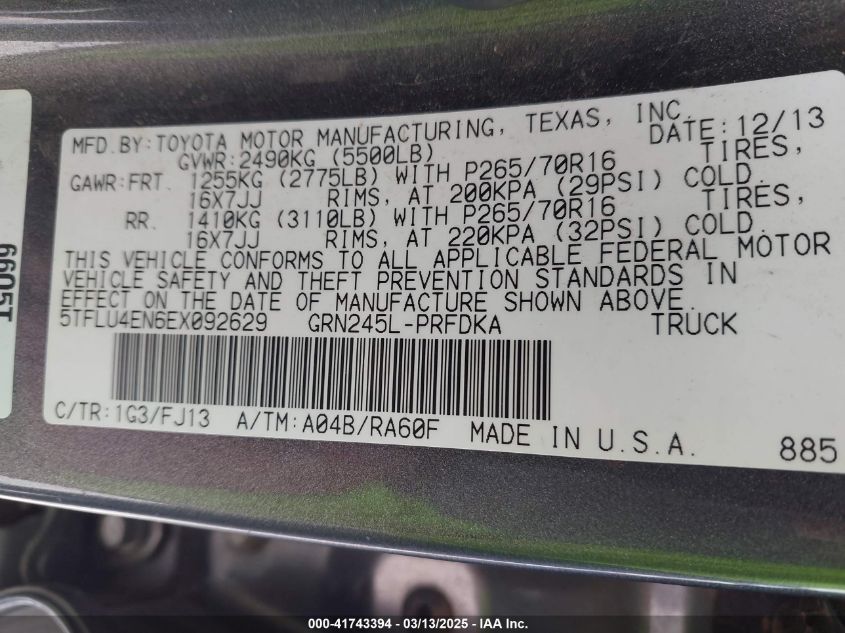 MFD.BY:TOYOTA MOTOR MANUFACTURING, TEXAS, INC.
GVWR:2490KG (5500LB) DATE:12/13
GAWR:FRT. 1255KG (2775LB) WITH P265/70R16 TIRES,
16X7JJ RIMS, AT 200KPA (29PSI) COLD.
RR. 1410KG (3110LB) WITH P265/70R16 TIRES,
16X7JJ RIMS, AT 220KPA (32PSI) COLD.
THIS VEHICLE CONFORMS TO ALL APPLICABLE FEDERAL MOTOR
VEHICLE SAFETY AND THEFT PREVENTION STANDARDS IN
EFFECT ON THE DATE OF MANUFACTURE SHOWN ABOVE.
5TFLU4EN6EX092629 GRN245L-PRFDKA TRUCK
C/TR:1G3/FJ13 A/TM:A04B/RA60F MADE IN U.S.A.
885
6605T
000-41743394 - 03/13/2025 - IAA Inc.